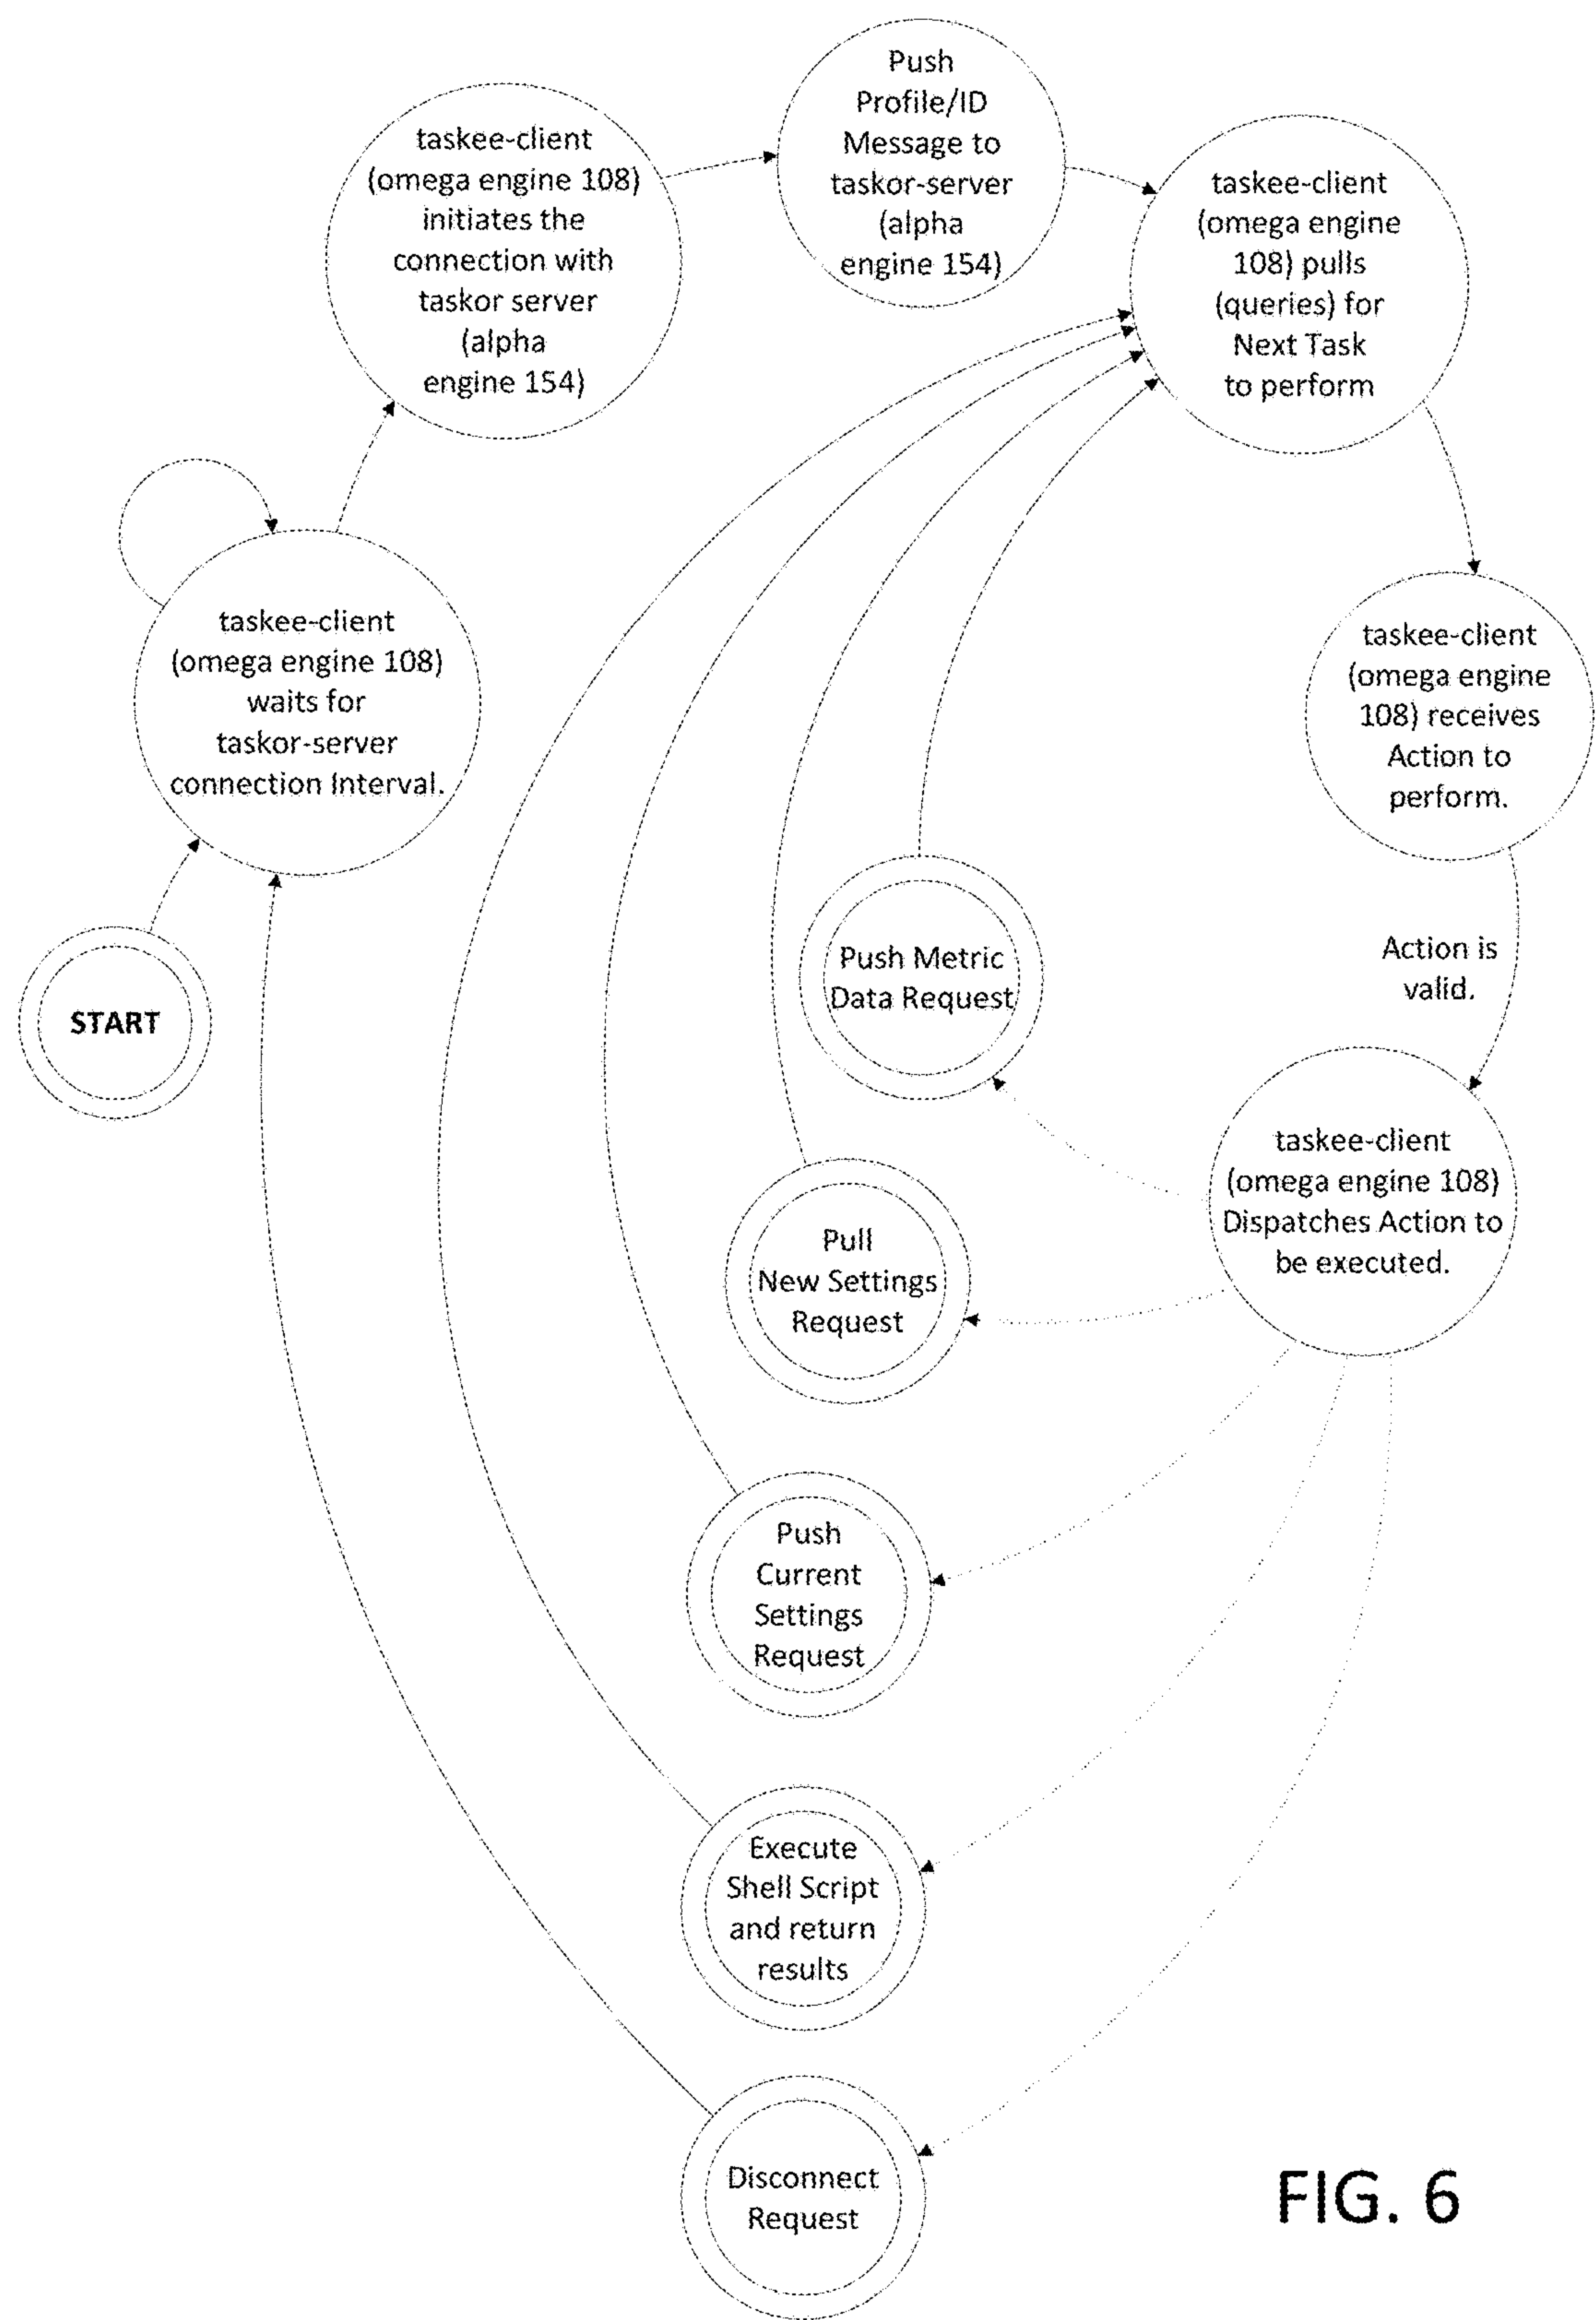 Push
Profile/ID
Message to
taskor-server
(alpha
engine 154)
taskee-client
(omega engine 108)
initiates the
connection with
taskor server
(alpha
engine 154)
taskee-client
(omega engine
108) pulls
(queries) for
Next Task
to perform
taskee-client
(omega engine 108)
waits for
taskor-server
connection Interval.
taskee-client
(omega engine
108) receives
Action to
perform.
START
Push Metric
Data Request
Action is
valid.
taskee-client
(omega engine 108)
Dispatches Action to
be executed.
Pull
New Settings
Request
Push
Current
Settings
Request
Execute
Shell Script
and return
results
Disconnect
Request
FIG. 6